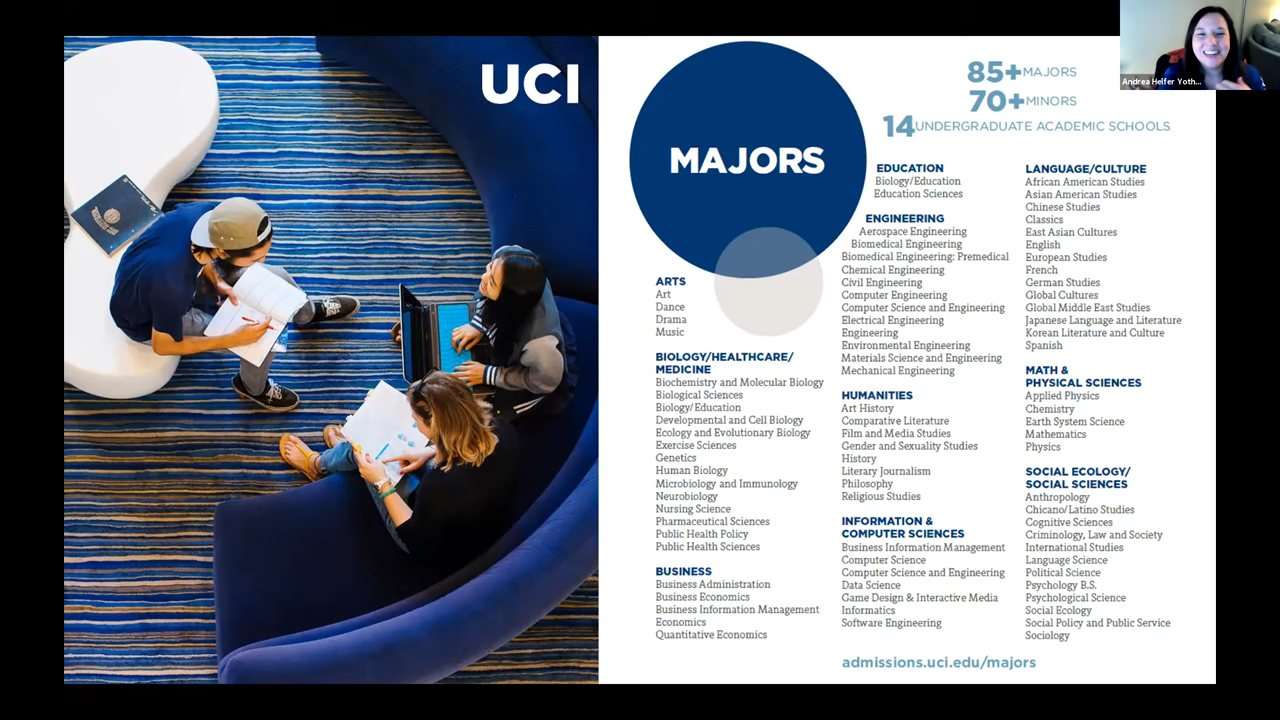 UCI
MAJORS
85+ MAJORS
70+ MINORS
14 UNDERGRADUATE ACADEMIC SCHOOLS
Andrea Helfer Yoth...
ARTS
Art
Dance
Drama
Music
BIOLOGY/HEALTHCARE/
MEDICINE
Biochemistry and Molecular Biology
Biological Sciences
Biology/Education
Developmental and Cell Biology
Ecology and Evolutionary Biology
Exercise Sciences
Genetics
Human Biology
Microbiology and Immunology
Neurobiology
Nursing Science
Pharmaceutical Sciences
Public Health Policy
Public Health Sciences
BUSINESS
Business Administration
Business Economics
Business Information Management
Economics
Quantitative Economics
EDUCATION
Biology/Education
Education Sciences
ENGINEERING
Aerospace Engineering
Biomedical Engineering
Biomedical Engineering: Premedical
Chemical Engineering
Civil Engineering
Computer Engineering
Computer Science and Engineering
Electrical Engineering
Engineering
Environmental Engineering
Materials Science and Engineering
Mechanical Engineering
HUMANITIES
Art History
Comparative Literature
Film and Media Studies
Gender and Sexuality Studies
History
Literary Journalism
Philosophy
Religious Studies
INFORMATION &
COMPUTER SCIENCES
Business Information Management
Computer Science
Computer Science and Engineering
Data Science
Game Design & Interactive Media
Informatics
Software Engineering
LANGUAGE/CULTURE
African American Studies
Asian American Studies
Chinese Studies
Classics
East Asian Cultures
English
European Studies
French
German Studies
Global Cultures
Global Middle East Studies
Japanese Language and Literature
Korean Literature and Culture
Spanish
MATH &
PHYSICAL SCIENCES
Applied Physics
Chemistry
Earth System Science
Mathematics
Physics
SOCIAL ECOLOGY/
SOCIAL SCIENCES
Anthropology
Chicano/Latino Studies
Cognitive Sciences
Criminology, Law and Society
International Studies
Language Science
Political Science
Psychology B.S.
Psychological Science
Social Ecology
Social Policy and Public Service
Sociology
admissions.uci.edu/majors